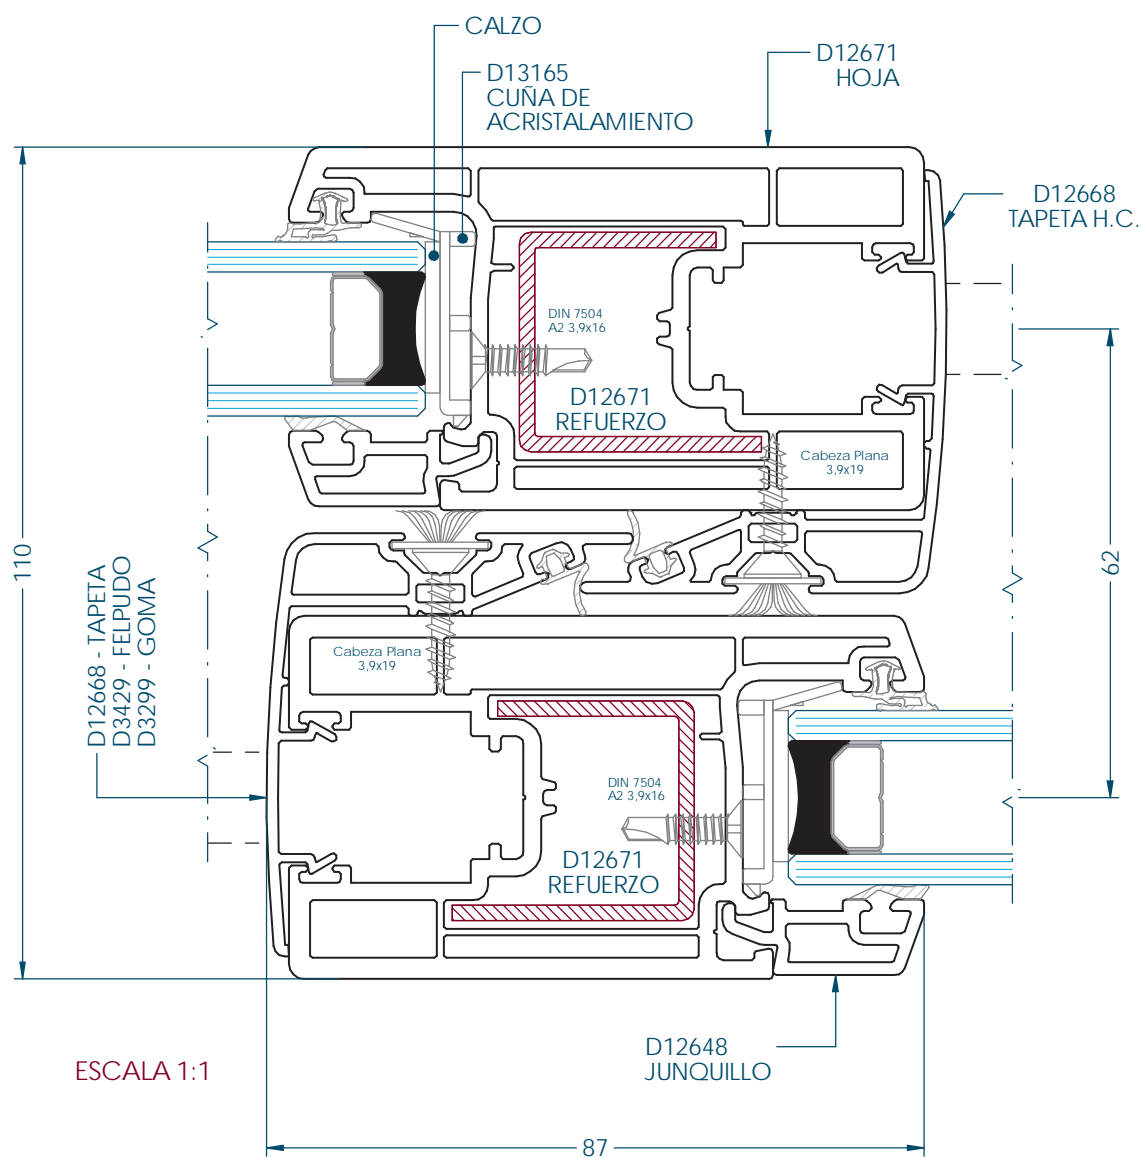 CALZO
D13165
CUÑA DE
ACRISTALAMIENTO
D12671
HOJA
D12668
TAPETA H.C.
DIN 7504
A2 3,9x16
D12671
REFUERZO
Cabeza Plana
3,9x19
110
62
D12668 - TAPETA
D3429 - FELPUDO
D3299 - GOMA
Cabeza Plana
3,9x19
DIN 7504
A2 3,9x16
D12671
REFUERZO
D12648
JUNQUILLO
ESCALA 1:1
87